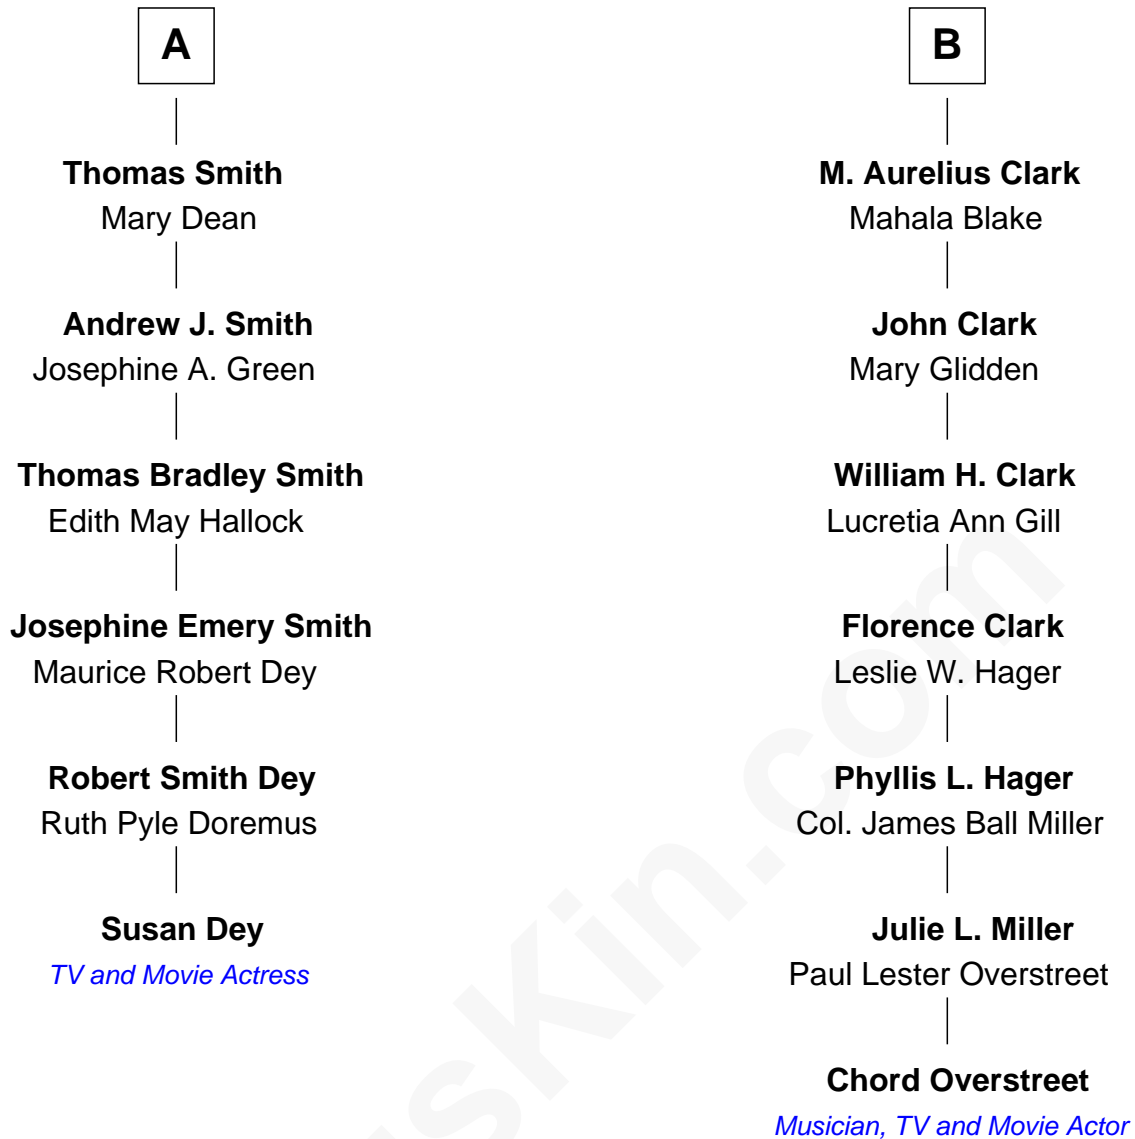 A
Thomas Smith
Mary Dean
Andrew J. Smith
Josephine A. Green
Thomas Bradley Smith
Edith May Hallock
Josephine Emery Smith
Maurice Robert Dey
Robert Smith Dey
Ruth Pyle Doremus
Susan Dey
TV and Movie Actress
B
M. Aurelius Clark
Mahala Blake
John Clark
Mary Glidden
William H. Clark
Lucretia Ann Gill
Florence Clark
Leslie W. Hager
Phyllis L. Hager
Col. James Ball Miller
Julie L. Miller
Paul Lester Overstreet
Chord Overstreet
Musician, TV and Movie Actor
sKin.com